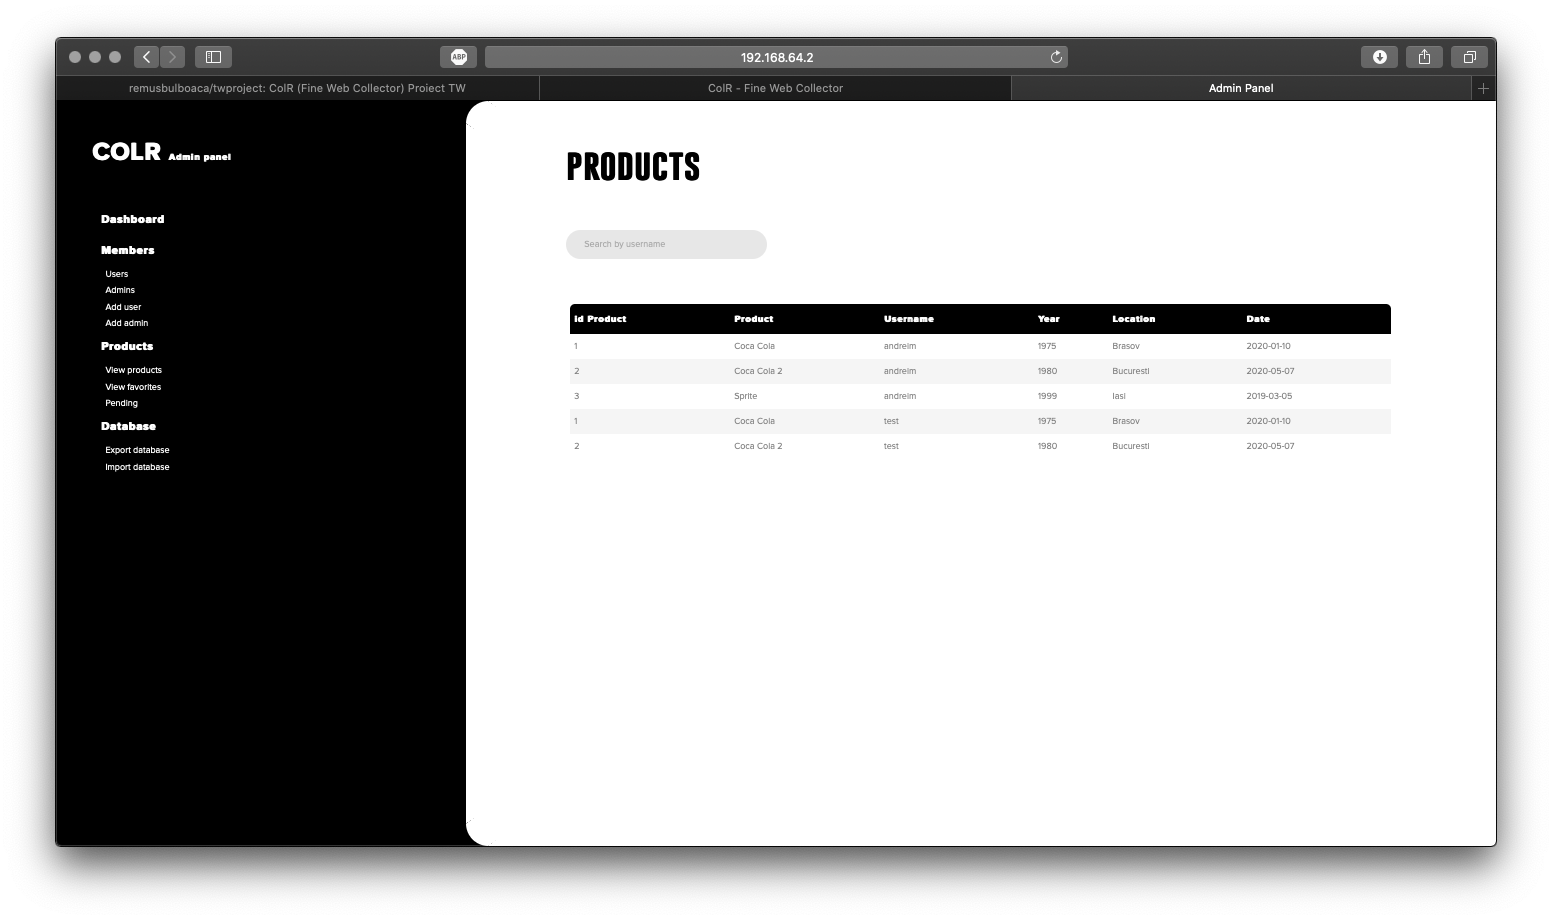 ABP
192.168.64.2
remusbulboaca/twproject: ColR (Fine Web Collector) Proiect TW
ColR - Fine Web Collector
Admin Panel
COLR Admin panel
Dashboard
Members
Users
Admins
Add user
Add admin
Products
View products
View favorites
Pending
Database
Export database
Import database
PRODUCTS
Search by username
Id Product Product Username Year Location Date
1 Coca Cola andreim 1975 Brasov 2020-01-10
2 Coca Cola 2 andreim 1980 Bucuresti 2020-05-07
3 Sprite andreim 1999 Iasi 2019-03-05
1 Coca Cola test 1975 Brasov 2020-01-10
2 Coca Cola 2 test 1980 Bucuresti 2020-05-07